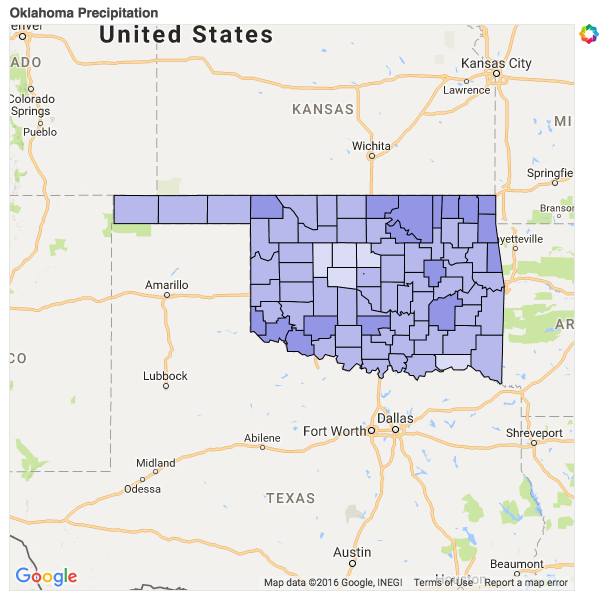 Oklahoma Precipitation
enver
United States
Kansas City
ADO
Lawrence
Colorado
Springs
KANSAS
MI
Pueblo
Wichita
Springfie
Branson
yetteville
Amarillo
AR
CO
Lubbock
Dallas
Fort Worth
Abilene
Shreveport
Midland
Odessa
TEXAS
Austin
Beaumont
Houston
Google
Map data ©2016 Google, INEGI
Terms of Use
Report a map error